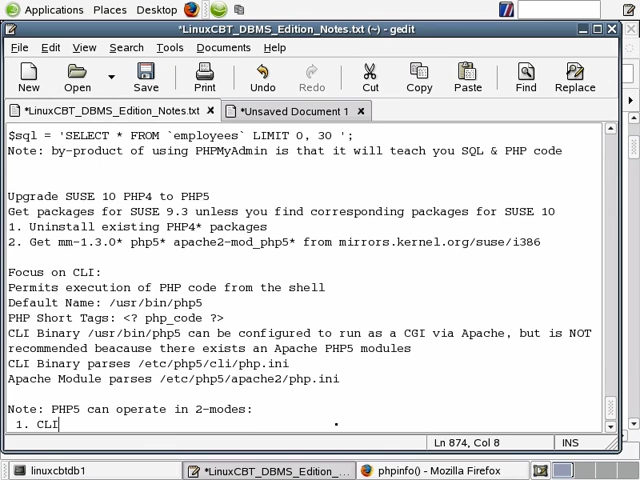 Applications Places Desktop
*LinuxCBT_DBMS_Edition_Notes.txt (~) - gedit
File Edit View Search Tools Documents Help
New Open Save Print Undo Redo Cut Copy Paste Find Replace
*LinuxCBT_DBMS_Edition_Notes.txt *Unsaved Document 1
$sql = 'SELECT * FROM `employees` LIMIT 0, 30 ';
Note: by-product of using PHPMyAdmin is that it will teach you SQL & PHP code
Upgrade SUSE 10 PHP4 to PHP5
Get packages for SUSE 9.3 unless you find corresponding packages for SUSE 10
1. Uninstall existing PHP4* packages
2. Get mm-1.3.0* php5* apache2-mod_php5* from mirrors.kernel.org/suse/i386
Focus on CLI:
Permits execution of PHP code from the shell
Default Name: /usr/bin/php5
PHP Short Tags: <? php_code ?>
CLI Binary /usr/bin/php5 can be configured to run as a CGI via Apache, but is NOT
recommended beacause there exists an Apache PHP5 modules
CLI Binary parses /etc/php5/cli/php.ini
Apache Module parses /etc/php5/apache2/php.ini
Note: PHP5 can operate in 2-modes:
1. CLI
Ln 874, Col 8 INS
linuxcbtdb1 *LinuxCBT_DBMS_Edition_... phpinfo() - Mozilla Firefox